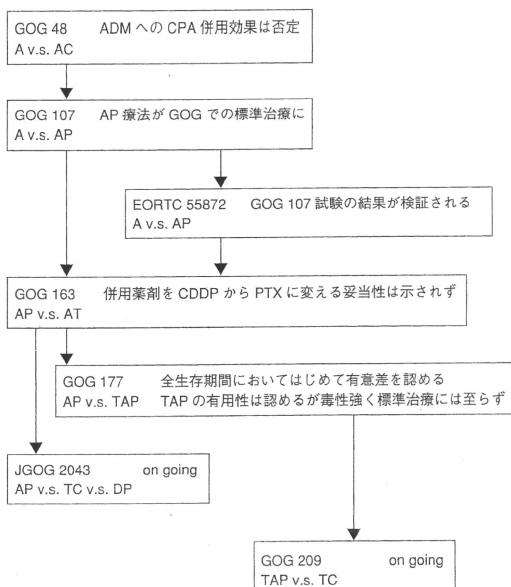 GOG 48 ADM への CPA 併用効果は否定
A v.s. AC
GOG 107 AP 療法が GOG での標準治療に
A v.s. AP
EORTC 55872 GOG 107 試験の結果が検証される
A v.s. AP
GOG 163 併用薬剤を CDDP から PTX に変える妥当性は示されず
AP v.s. AT
GOG 177 全生存期間においてはじめて有意差を認める
AP v.s. TAP TAP の有用性は認めるが毒性強く標準治療には至らず
JGOG 2043 on going
AP v.s. TC v.s. DP
GOG 209 on going
TAP v.s. TC